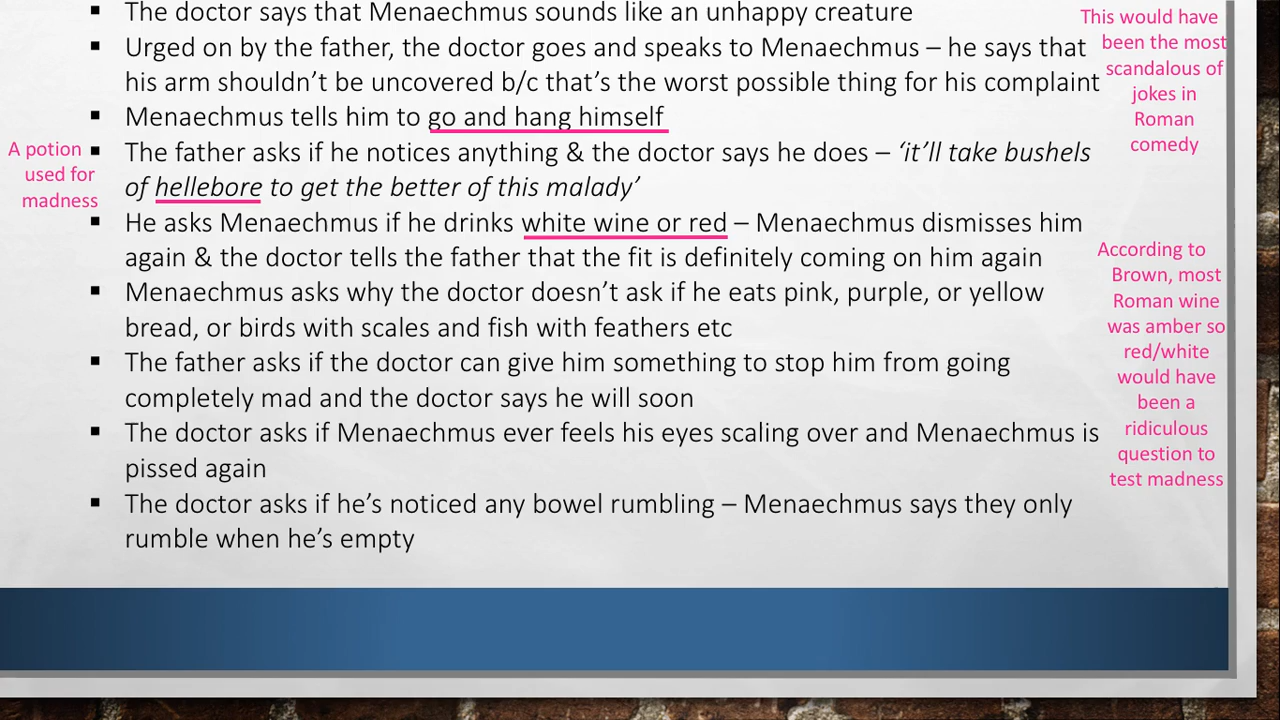 The doctor says that Menaechmus sounds like an unhappy creature
Urged on by the father, the doctor goes and speaks to Menaechmus – he says that
his arm shouldn't be uncovered b/c that's the worst possible thing for his complaint
Menaechmus tells him to go and hang himself
The father asks if he notices anything & the doctor says he does – ‘it'll take bushels
of hellebore to get the better of this malady’
He asks Menaechmus if he drinks white wine or red – Menaechmus dismisses him
again & the doctor tells the father that the fit is definitely coming on him again
Menaechmus asks why the doctor doesn't ask if he eats pink, purple, or yellow
bread, or birds with scales and fish with feathers etc
The father asks if the doctor can give him something to stop him from going
completely mad and the doctor says he will soon
The doctor asks if Menaechmus ever feels his eyes scaling over and Menaechmus is
pissed again
The doctor asks if he's noticed any bowel rumbling – Menaechmus says they only
rumble when he's empty
A potion
used for
madness
This would have
been the most
scandalous of
jokes in
Roman
comedy
According to
Brown, most
Roman wine
was amber so
red/white
would have
been a
ridiculous
question to
test madness